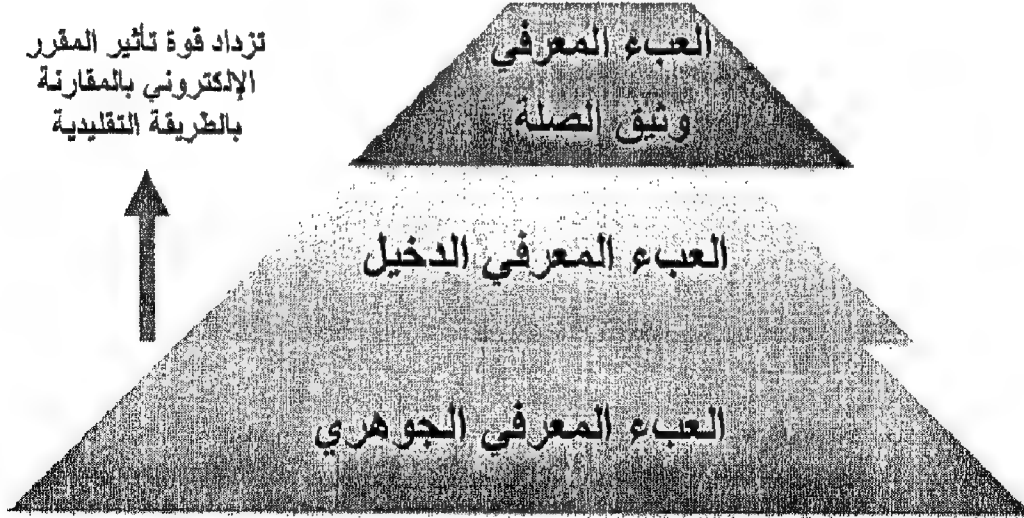 تزداد قوة تأثير المقرر
الإلكتروني بالمقارنة
بالطريقة التقليدية
العبء المعرفي
وثيق الصلة
العبء المعرفي الدخيل
العبء المعرفي الجوهري